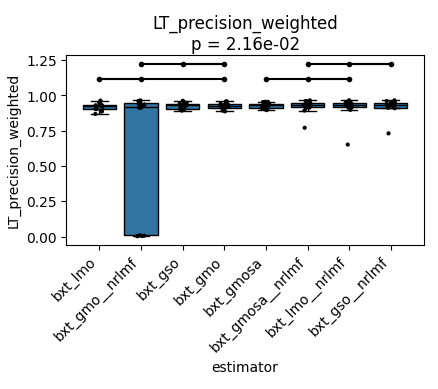 LT_precision_weighted
p = 2.16e-02
LT_precision_weighted
1.25
1.00
0.75
0.50
0.25
0.00
bxt_lmo
bxt_gmo__nrlmf
bxt_gso
bxt_gmo
bxt_gmosa
bxt_gmosa__nrlmf
bxt_lmo__nrlmf
bxt_gso__nrlmf
estimator